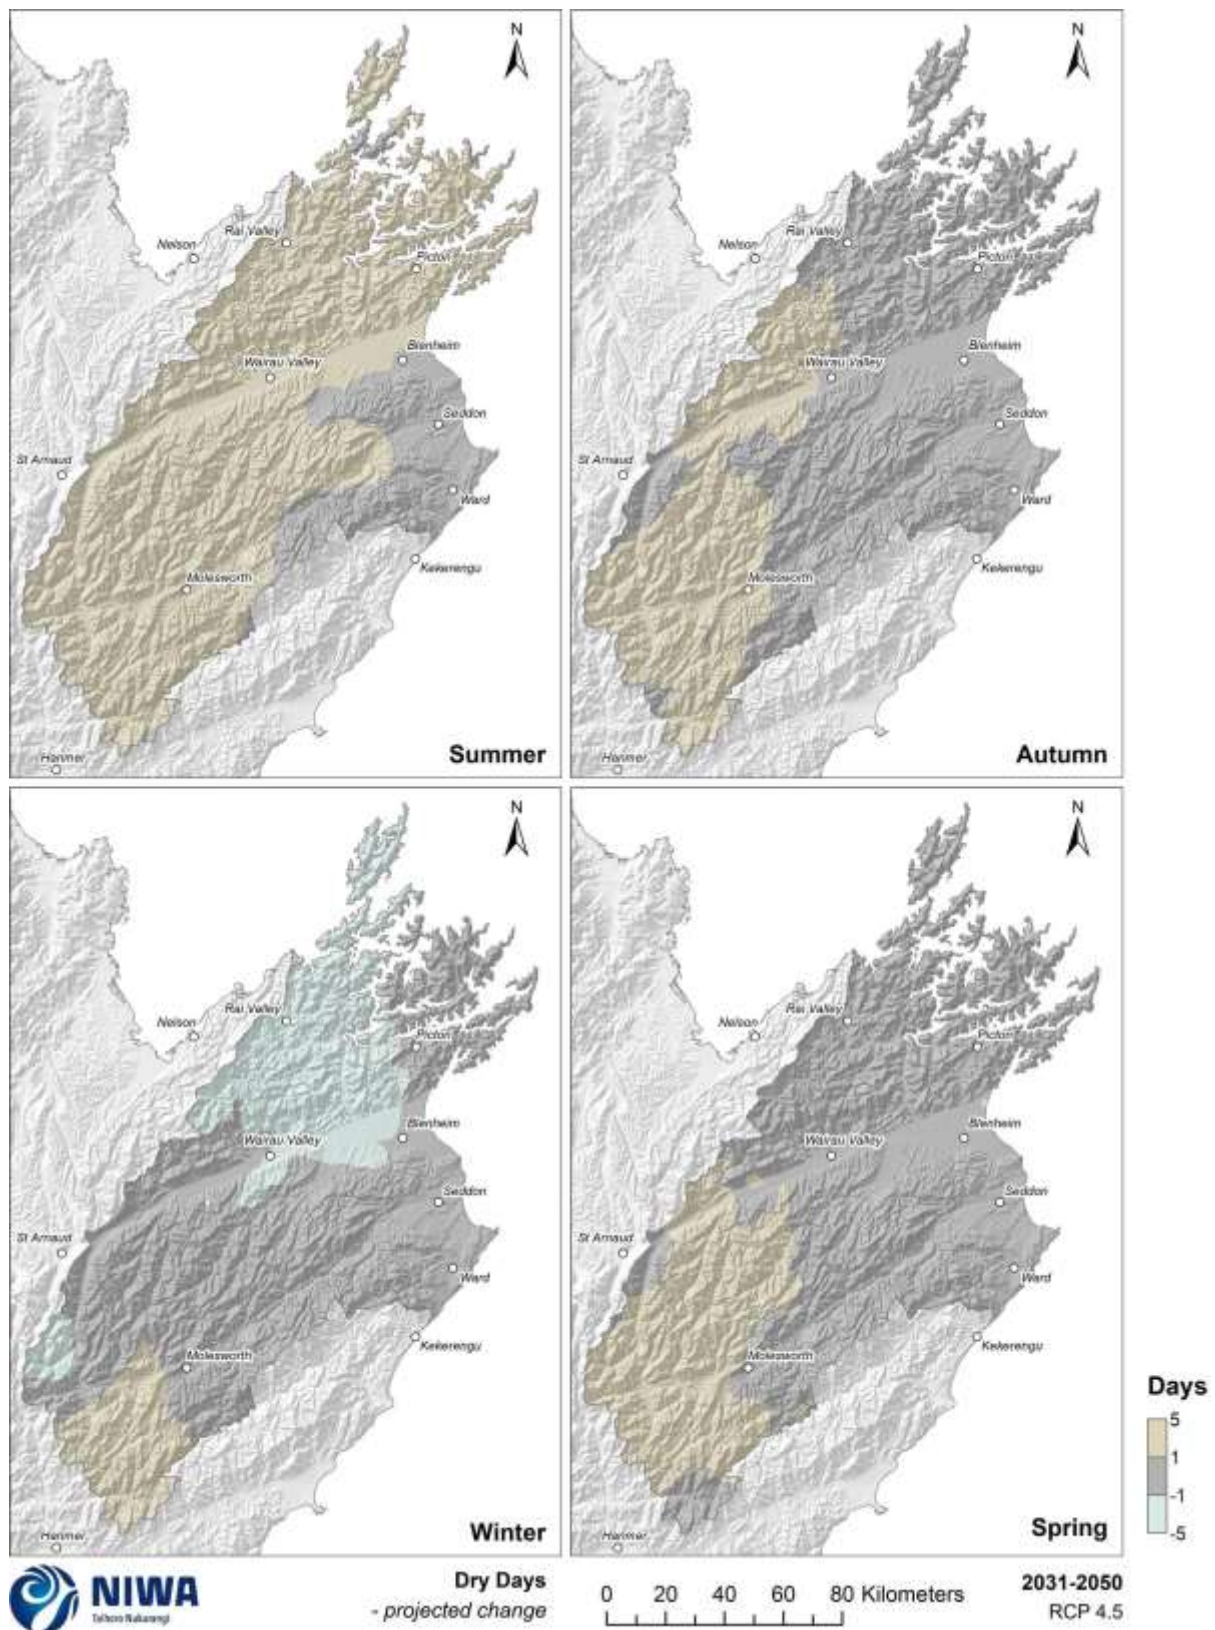 N
Rai Valley
Nelson
Picton
Blenheim
Wairau Valley
Seddon
St Arnaud
Ward
Kekerengu
Molesworth
Hanmer
Summer
N
Rai Valley
Nelson
Picton
Blenheim
Wairau Valley
Seddon
St Arnaud
Ward
Kekerengu
Molesworth
Hanmer
Autumn
N
Rai Valley
Nelson
Picton
Blenheim
Wairau Valley
Seddon
St Arnaud
Ward
Kekerengu
Molesworth
Hanmer
Winter
N
Rai Valley
Nelson
Picton
Blenheim
Wairau Valley
Seddon
St Arnaud
Ward
Kekerengu
Molesworth
Hanmer
Spring
Days
5
1
-1
-5
NIWA
Taihoro Nukurangi
Dry Days
- projected change
0 20 40 60 80 Kilometers
2031-2050
RCP 4.5